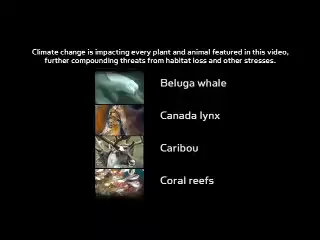 Climate change is impacting every plant and animal featured in this video,
further compounding threats from habitat loss and other stresses.
Beluga whale
Canada lynx
Caribou
Coral reefs